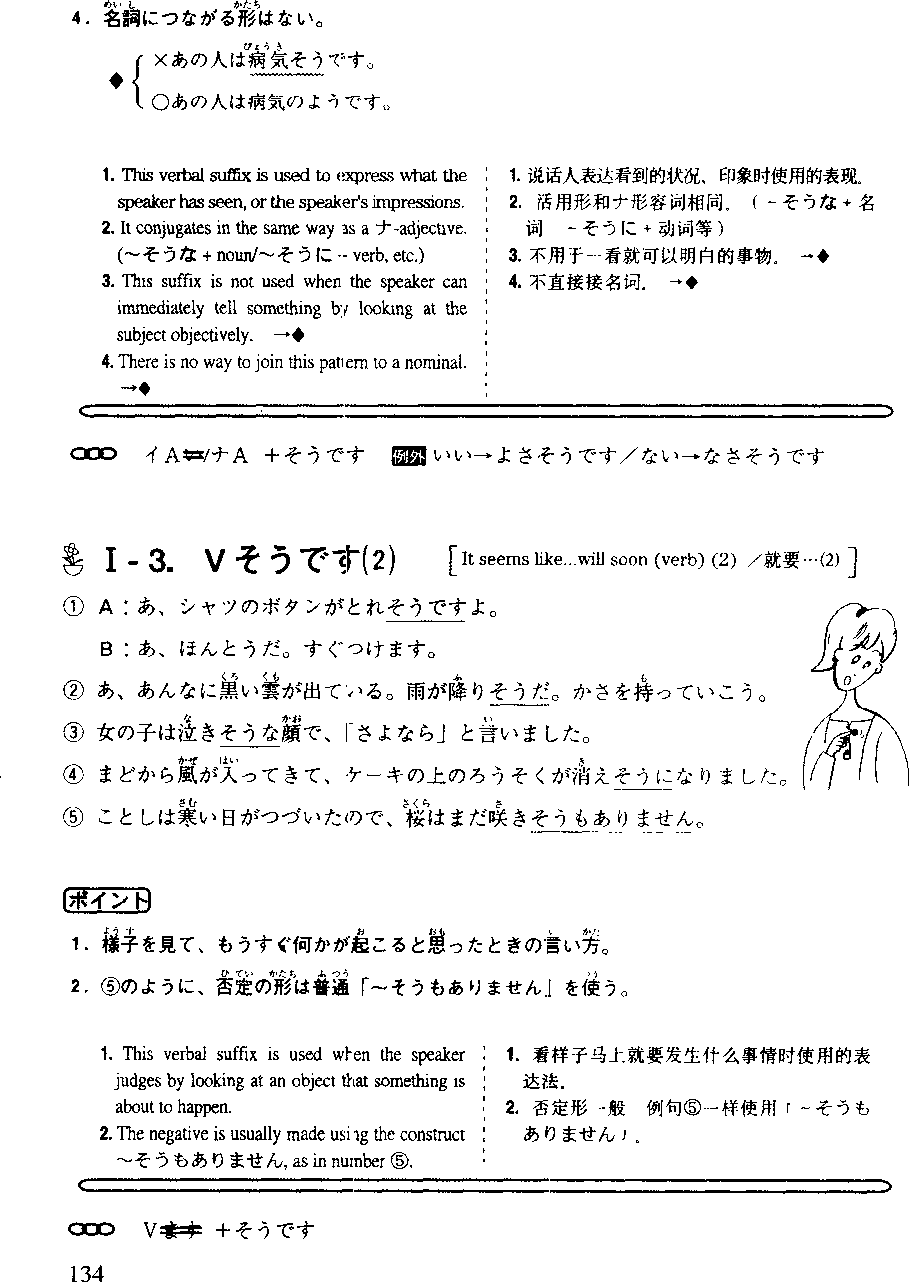 4. 名詞につながる形はない。
×あの人は病気そうです。
◆
○あの人は病気のようです。
1. This verbal suffix is used to express what the
speaker has seen, or the speaker's impressions.
2. It conjugates in the same way as a ナ-adjective.
(～そうな + noun/～そうに -- verb, etc.)
3. This suffix is not used when the speaker can
immediately tell something by looking at the
subject objectively. →◆
4. There is no way to join this pattern to a nominal.
→◆
1. 说话人表达看到的状况、印象时使用的表现。
2. 活用形和ナ形容词相同。（～そうな + 名
词 ～そうに + 动词等）
3. 不用于一看就可以明白的事物。 →◆
4. 不直接接名词。 →◆
イAい/ナA ＋そうです 例外 いい→よさそうです／ない→なさそうです
I - 3. Vそうです(2) [It seems like...will soon (verb) (2) ／就要…(2)]
① A：あ、シャツのボタンがとれそうですよ。
B：あ、ほんとうだ。すぐつけます。
② あ、あんなに黒い雲が出ている。雨が降りそうだ。かさを持っていこう。
③ 女の子は泣きそうな顔で、「さよなら」と言いました。
④ まどから風が入ってきて、ケーキの上のろうそくが消えそうになりました。
⑤ ことしは寒い日がつづいたので、桜はまだ咲きそうもありません。
ポイント
1. 様子を見て、もうすぐ何かが起こると思ったときの言い方。
2. ⑤のように、否定の形は普通「～そうもありません」を使う。
1. This verbal suffix is used when the speaker
judges by looking at an object that something is
about to happen.
2. The negative is usually made using the construct
～そうもありません, as in number ⑤.
1. 看样子马上就要发生什么事情时使用的表
达法.
2. 否定形一般 例句⑤一样使用「～そうも
ありません」。
Vます ＋そうです
134